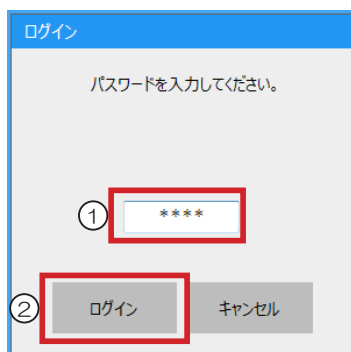 ログイン
パスワードを入力してください。
① ****
② ログイン キャンセル